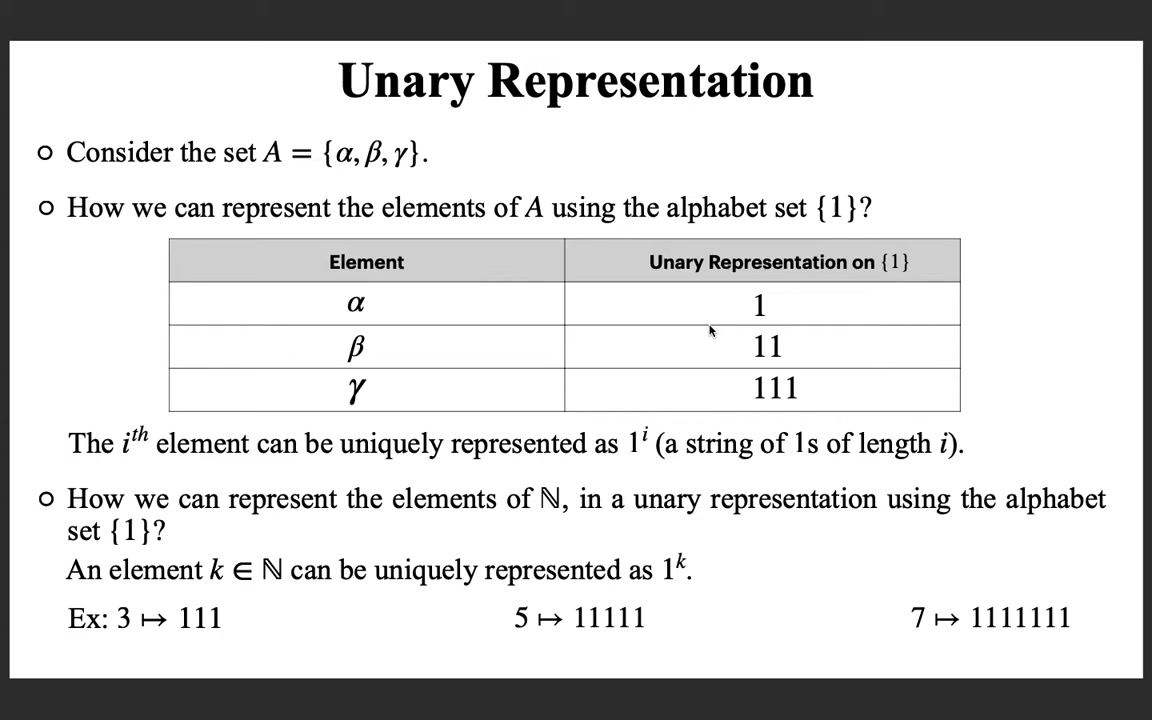 Unary Representation
Consider the set A = {α, β, γ}.
How we can represent the elements of A using the alphabet set {1}?
Element Unary Representation on {1}
α 1
β 11
γ 111
The iᵗʰ element can be uniquely represented as 1ⁱ (a string of 1s of length i).
How we can represent the elements of ℕ, in a unary representation using the alphabet
set {1}?
An element k ∈ ℕ can be uniquely represented as 1ᵏ.
Ex: 3 ↦ 111 5 ↦ 11111 7 ↦ 1111111